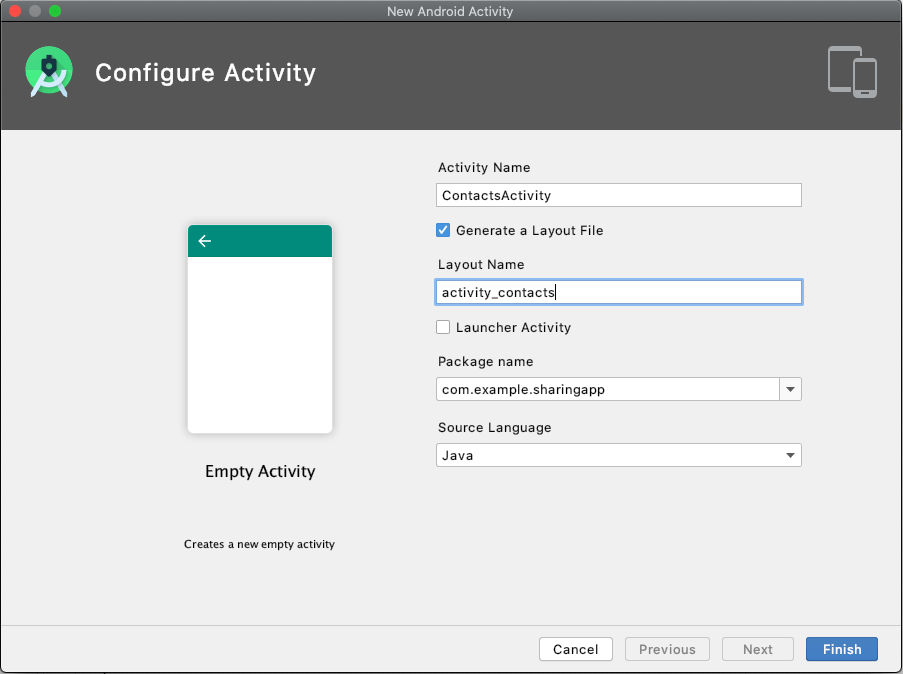 New Android Activity
Configure Activity
Activity Name
ContactsActivity
Generate a Layout File
Layout Name
activity_contacts
Launcher Activity
Package name
com.example.sharingapp
Source Language
Java
Empty Activity
Creates a new empty activity
Cancel
Previous
Next
Finish